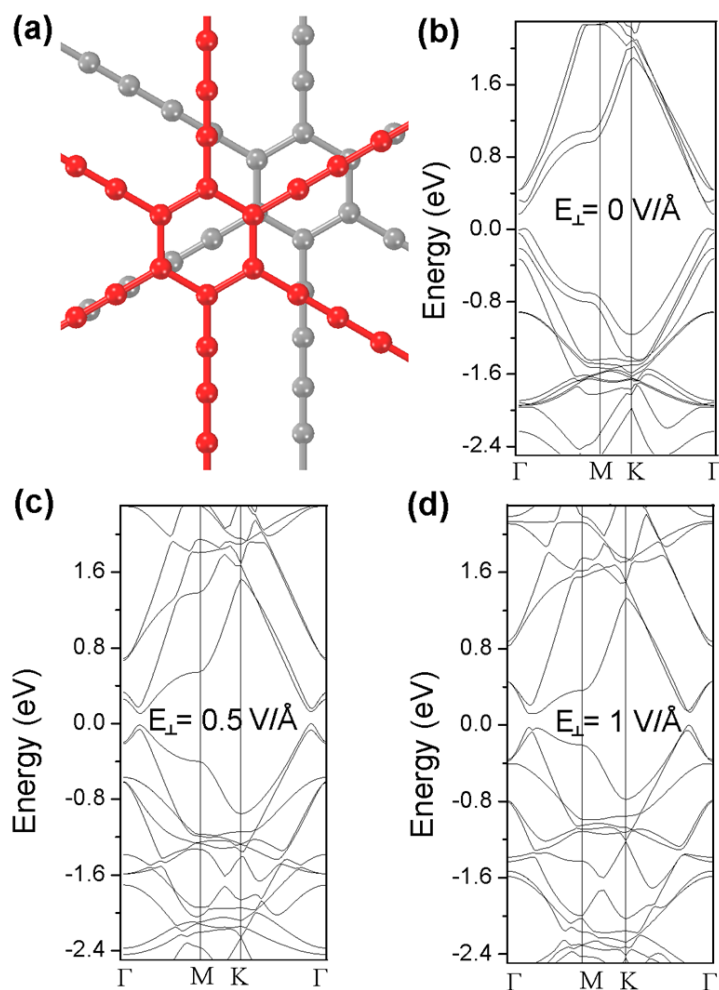 (a)
(b)
Energy (eV)
1.6
0.8
0.0
-0.8
-1.6
-2.4
E⊥= 0 V/Å
Γ M K Γ
(c)
Energy (eV)
1.6
0.8
0.0
-0.8
-1.6
-2.4
E⊥= 0.5 V/Å
Γ M K Γ
(d)
Energy (eV)
1.6
0.8
0.0
-0.8
-1.6
-2.4
E⊥= 1 V/Å
Γ M K Γ